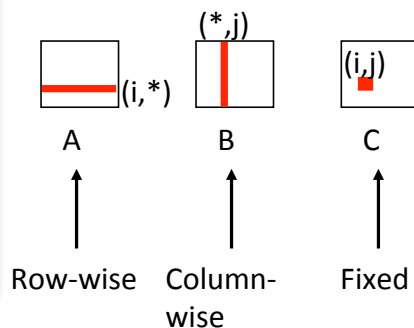 (*,j)
(i,j)
(i,*)
A B C
Row-wise Column- Fixed
wise